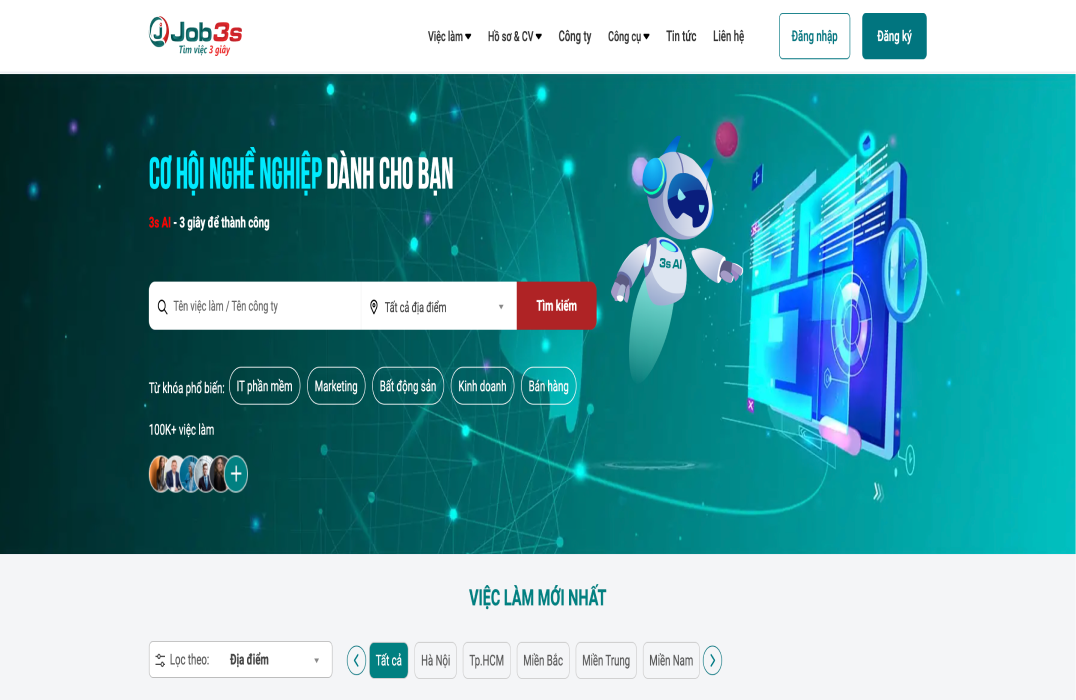 Job3s
Tìm việc 3 giây
Việc làm ▾ Hồ sơ & CV ▾ Công ty Công cụ ▾ Tin tức Liên hệ Đăng nhập Đăng ký
CƠ HỘI NGHỀ NGHIỆP DÀNH CHO BẠN
3s AI - 3 giây để thành công
3s AI
Tên việc làm / Tên công ty Tất cả địa điểm Tìm kiếm
Từ khóa phổ biến: IT phần mềm Marketing Bất động sản Kinh doanh Bán hàng
100K+ việc làm
+
VIỆC LÀM MỚI NHẤT
Lọc theo: Địa điểm Tất cả Hà Nội Tp.HCM Miền Bắc Miền Trung Miền Nam